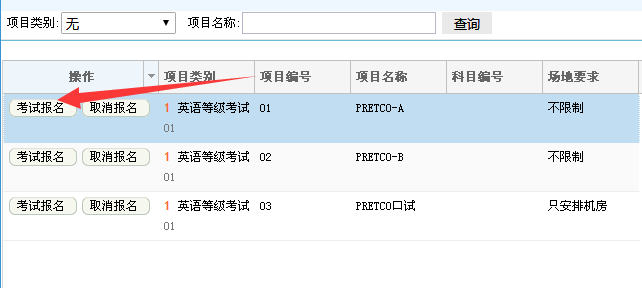 项目类别: 无 项目名称: 查询
操作 项目类别 项目编号 项目名称 科目编号 场地要求
考试报名 取消报名 1 英语等级考试 01 PRETCO-A 不限制
01
考试报名 取消报名 1 英语等级考试 02 PRETCO-B 不限制
01
考试报名 取消报名 1 英语等级考试 03 PRETCO口试 只安排机房
01